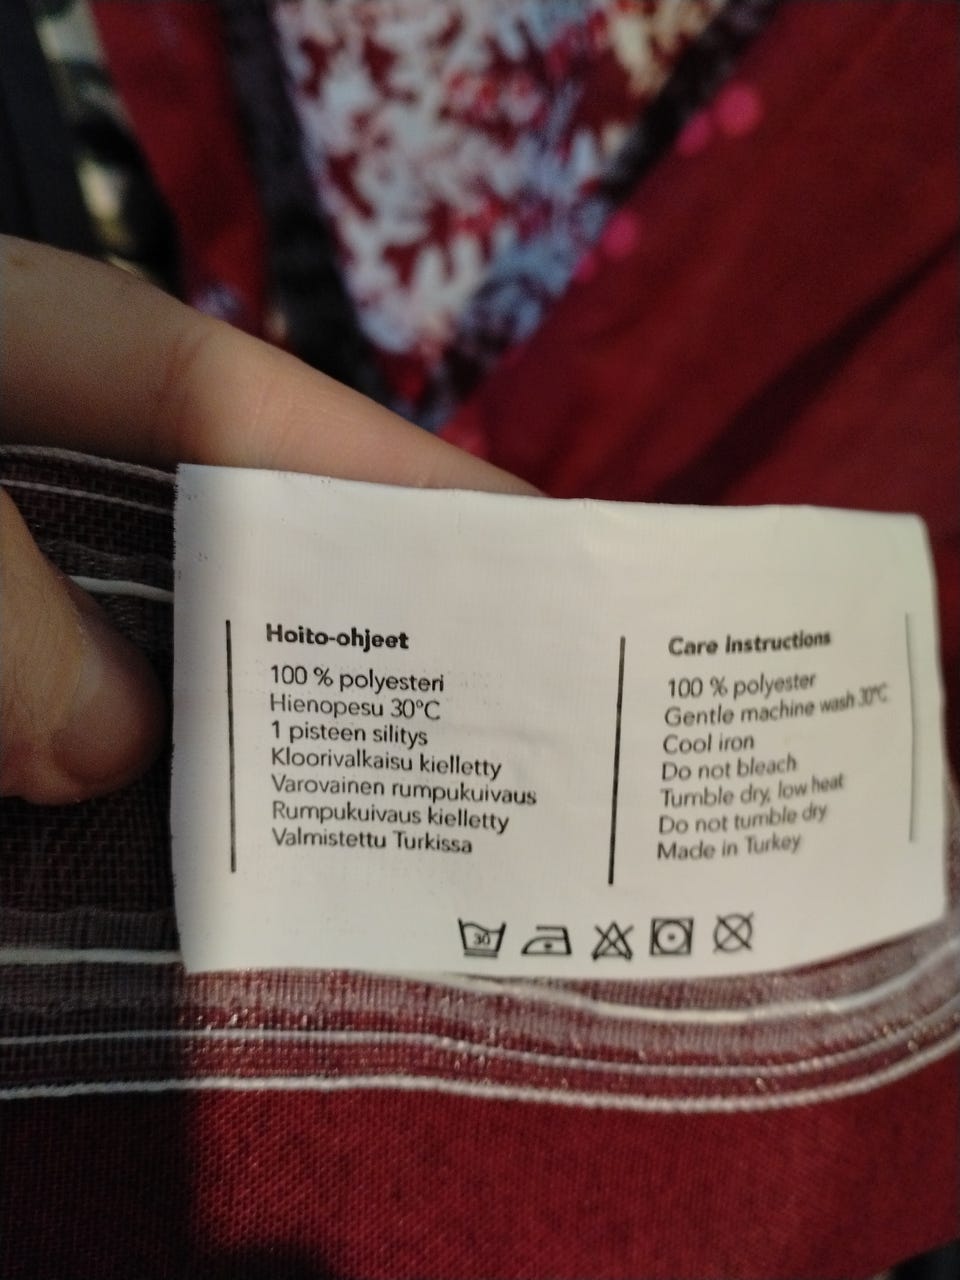 Hoito-ohjeet
100 % polyesteri
Hienopesu 30°C
1 pisteen silitys
Kloorivalkaisu kielletty
Varovainen rumpukuivaus
Rumpukuivaus kielletty
Valmistettu Turkissa
Care Instructions
100 % polyester
Gentle machine wash 30°C
Cool iron
Do not bleach
Tumble dry, low heat
Do not tumble dry
Made in Turkey
30